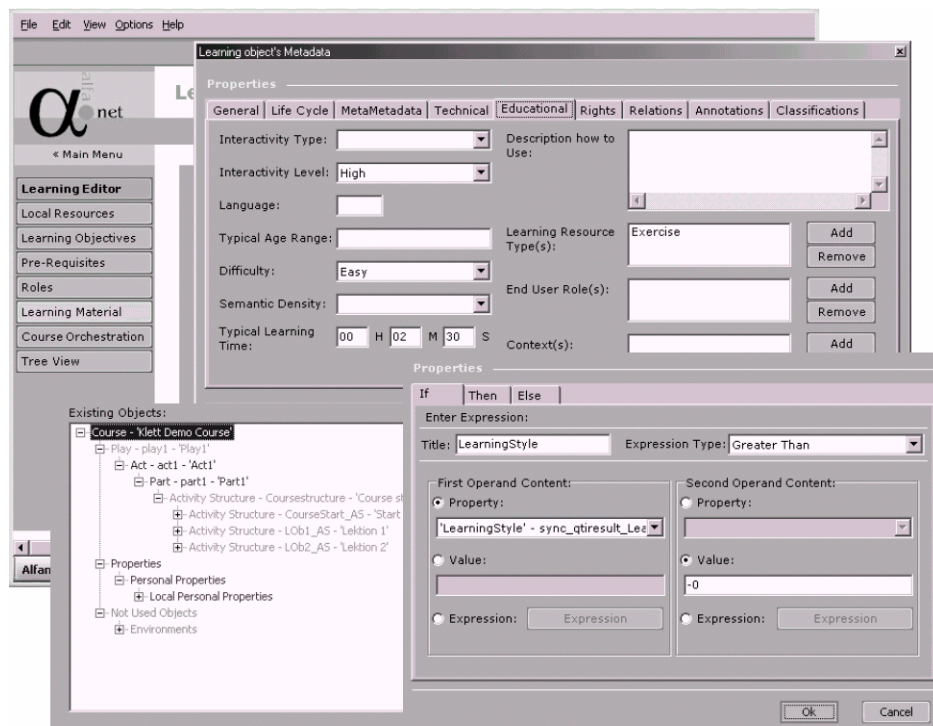 File Edit View Options Help
Learning object's Metadata
alfa
α net
Le
« Main Menu
Learning Editor
Local Resources
Learning Objectives
Pre-Requisites
Roles
Learning Material
Course Orchestration
Tree View
Alfan
Properties
General Life Cycle MetaMetadata Technical Educational Rights Relations Annotations Classifications
Interactivity Type:
Interactivity Level: High
Language:
Typical Age Range:
Difficulty: Easy
Semantic Density:
Typical Learning
Time:
00 H 02 M 30 S
Description how to
Use:
Learning Resource
Type(s):
Exercise
Add
Remove
End User Role(s):
Add
Remove
Context(s):
Add
Existing Objects:
Course - 'Klett Demo Course'
Play - play1 - 'Play1'
Act - act1 - 'Act1'
Part - part1 - 'Part1'
Activity Structure - Coursestructure - 'Course st
Activity Structure - CourseStart_AS - 'Start
Activity Structure - LOb1_AS - 'Lektion 1'
Activity Structure - LOb2_AS - 'Lektion 2'
Properties
Personal Properties
Local Personal Properties
Not Used Objects
Environments
Properties
If Then Else
Enter Expression:
Title: LearningStyle Expression Type: Greater Than
First Operand Content:
Property:
'LearningStyle' - sync_qtiresult_Lea
Value:
Expression: Expression
Second Operand Content:
Property:
Value:
-0
Expression: Expression
Ok Cancel